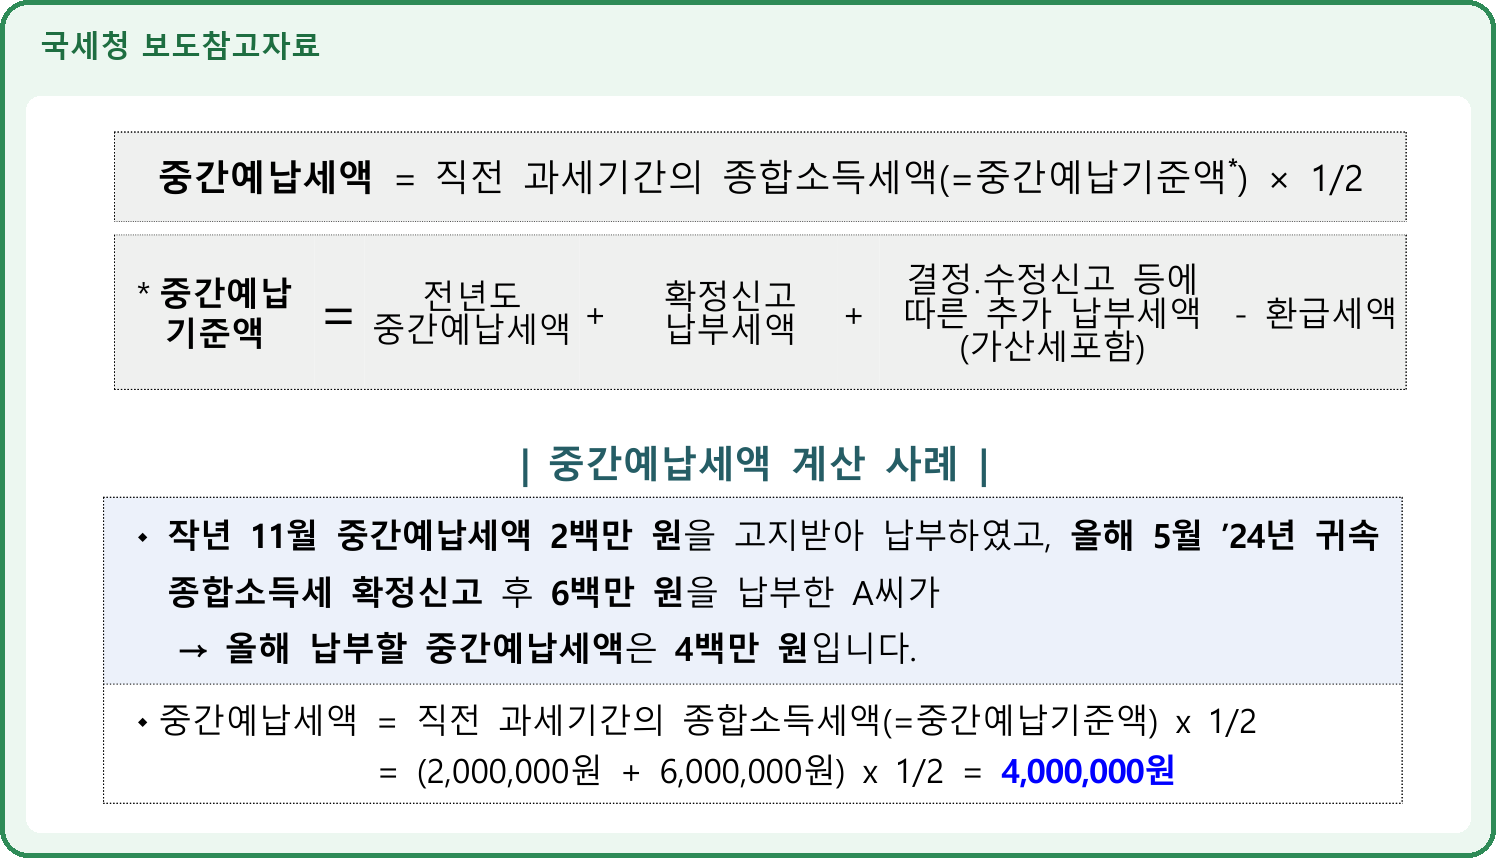 국세청 보도참고자료
중간예납세액 = 직전 과세기간의 종합소득세액(=중간예납기준액*) × 1/2
* 중간예납
기준액
=
전년도
중간예납세액
+
확정신고
납부세액
+
결정.수정신고 등에
따른 추가 납부세액
(가산세포함)
- 환급세액
| 중간예납세액 계산 사례 |
◆ 작년 11월 중간예납세액 2백만 원을 고지받아 납부하였고, 올해 5월 ’24년 귀속
종합소득세 확정신고 후 6백만 원을 납부한 A씨가
→ 올해 납부할 중간예납세액은 4백만 원입니다.
◆ 중간예납세액 = 직전 과세기간의 종합소득세액(=중간예납기준액) x 1/2
= (2,000,000원 + 6,000,000원) x 1/2 = 4,000,000원